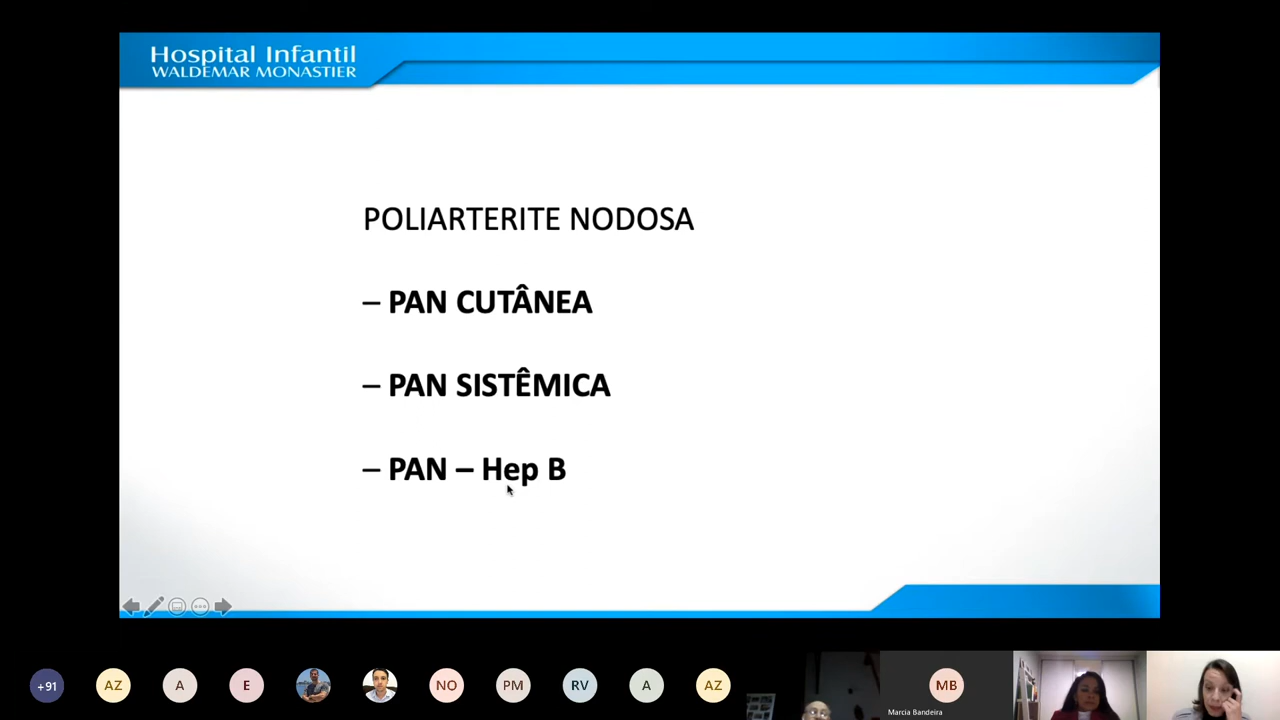 Hospital Infantil
WALDEMAR MONASTIER
POLIARTERITE NODOSA
– PAN CUTÂNEA
– PAN SISTÊMICA
– PAN – Hep B
+91
AZ
A
E
NO
PM
RV
A
AZ
MB
Marcia Bandeira